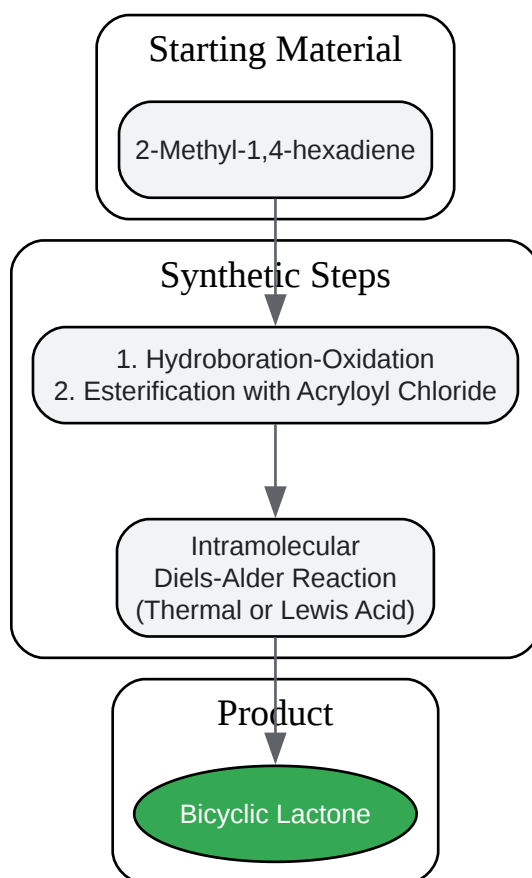 Starting Material
2-Methyl-1,4-hexadiene
Synthetic Steps
1. Hydroboration-Oxidation
2. Esterification with Acryloyl Chloride
Intramolecular
Diels-Alder Reaction
(Thermal or Lewis Acid)
Product
Bicyclic Lactone